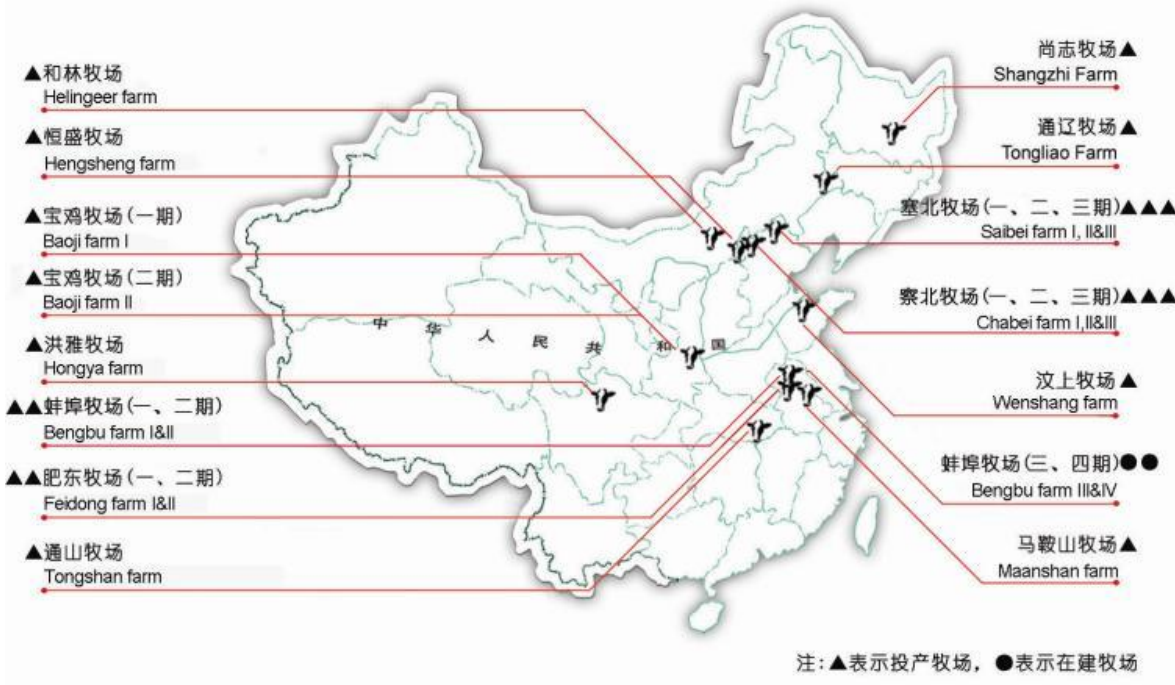 ▲和林牧场
Helingeer farm
▲恒盛牧场
Hengsheng farm
▲宝鸡牧场(一期)
Baoji farm I
▲宝鸡牧场(二期)
Baoji farm II
▲洪雅牧场
Hongya farm
▲▲蚌埠牧场(一、二期)
Bengbu farm I&II
▲▲肥东牧场(一、二期)
Feidong farm I&II
▲通山牧场
Tongshan farm
中华人民共和国
尚志牧场▲
Shangzhi Farm
通辽牧场▲
Tongliao Farm
塞北牧场(一、二、三期)▲▲▲
Saibei farm I, II&III
察北牧场(一、二、三期)▲▲▲
Chabei farm I,II&III
汶上牧场▲
Wenshang farm
蚌埠牧场(三、四期)●●
Bengbu farm III&IV
马鞍山牧场▲
Maanshan farm
注:▲表示投产牧场，●表示在建牧场